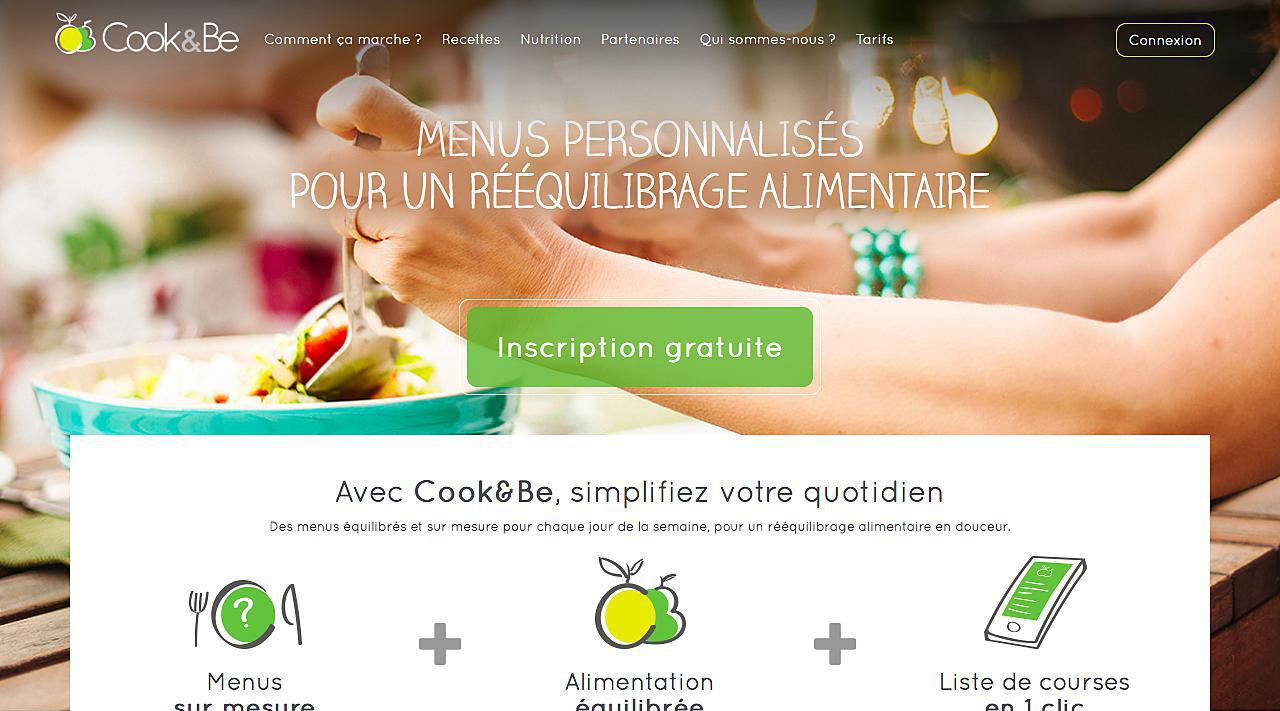 Cook&Be
Comment ça marche ? Recettes Nutrition Partenaires Qui sommes-nous ? Tarifs
Connexion
MENUS PERSONNALISÉS
POUR UN RÉÉQUILIBRAGE ALIMENTAIRE
Inscription gratuite
Avec Cook&Be, simplifiez votre quotidien
Des menus équilibrés et sur mesure pour chaque jour de la semaine, pour un rééquilibrage alimentaire en douceur.
?
Menus
sur mesure
Alimentation
équilibrée
Liste de courses
en 1 clic